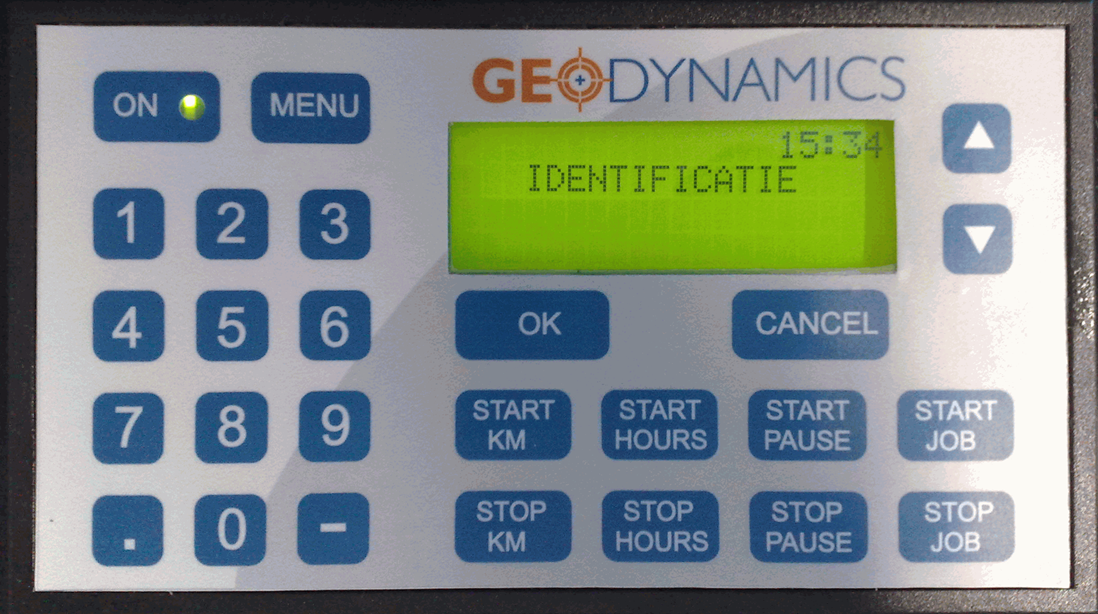 ON
MENU
GEODYNAMICS
15:34
IDENTIFICATIE
1 2 3
4 5 6
7 8 9
. 0 -
OK
CANCEL
START
KM
START
HOURS
START
PAUSE
START
JOB
STOP
KM
STOP
HOURS
STOP
PAUSE
STOP
JOB